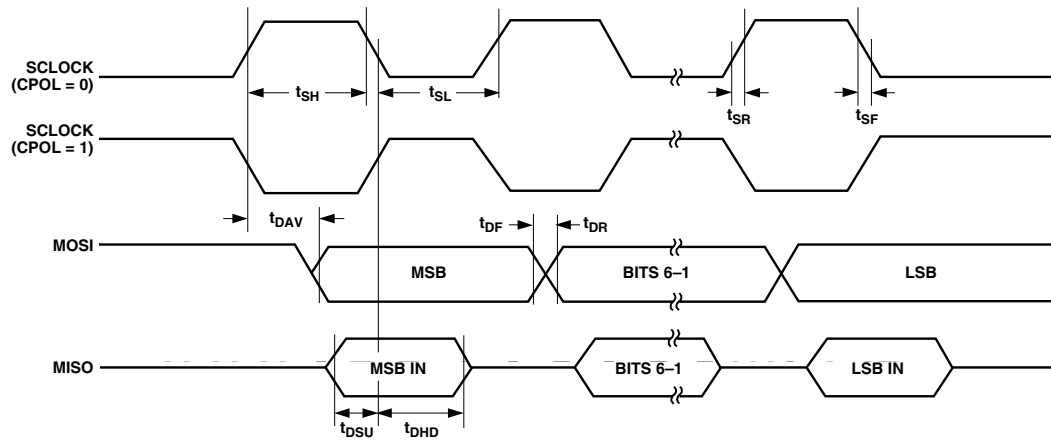 SCLOCK
(CPOL = 0)
tSH
tSL
tSR
tSF
SCLOCK
(CPOL = 1)
tDAV
tDF
tDR
MOSI
MSB
BITS 6–1
LSB
MISO
MSB IN
BITS 6–1
LSB IN
tDSU
tDHD